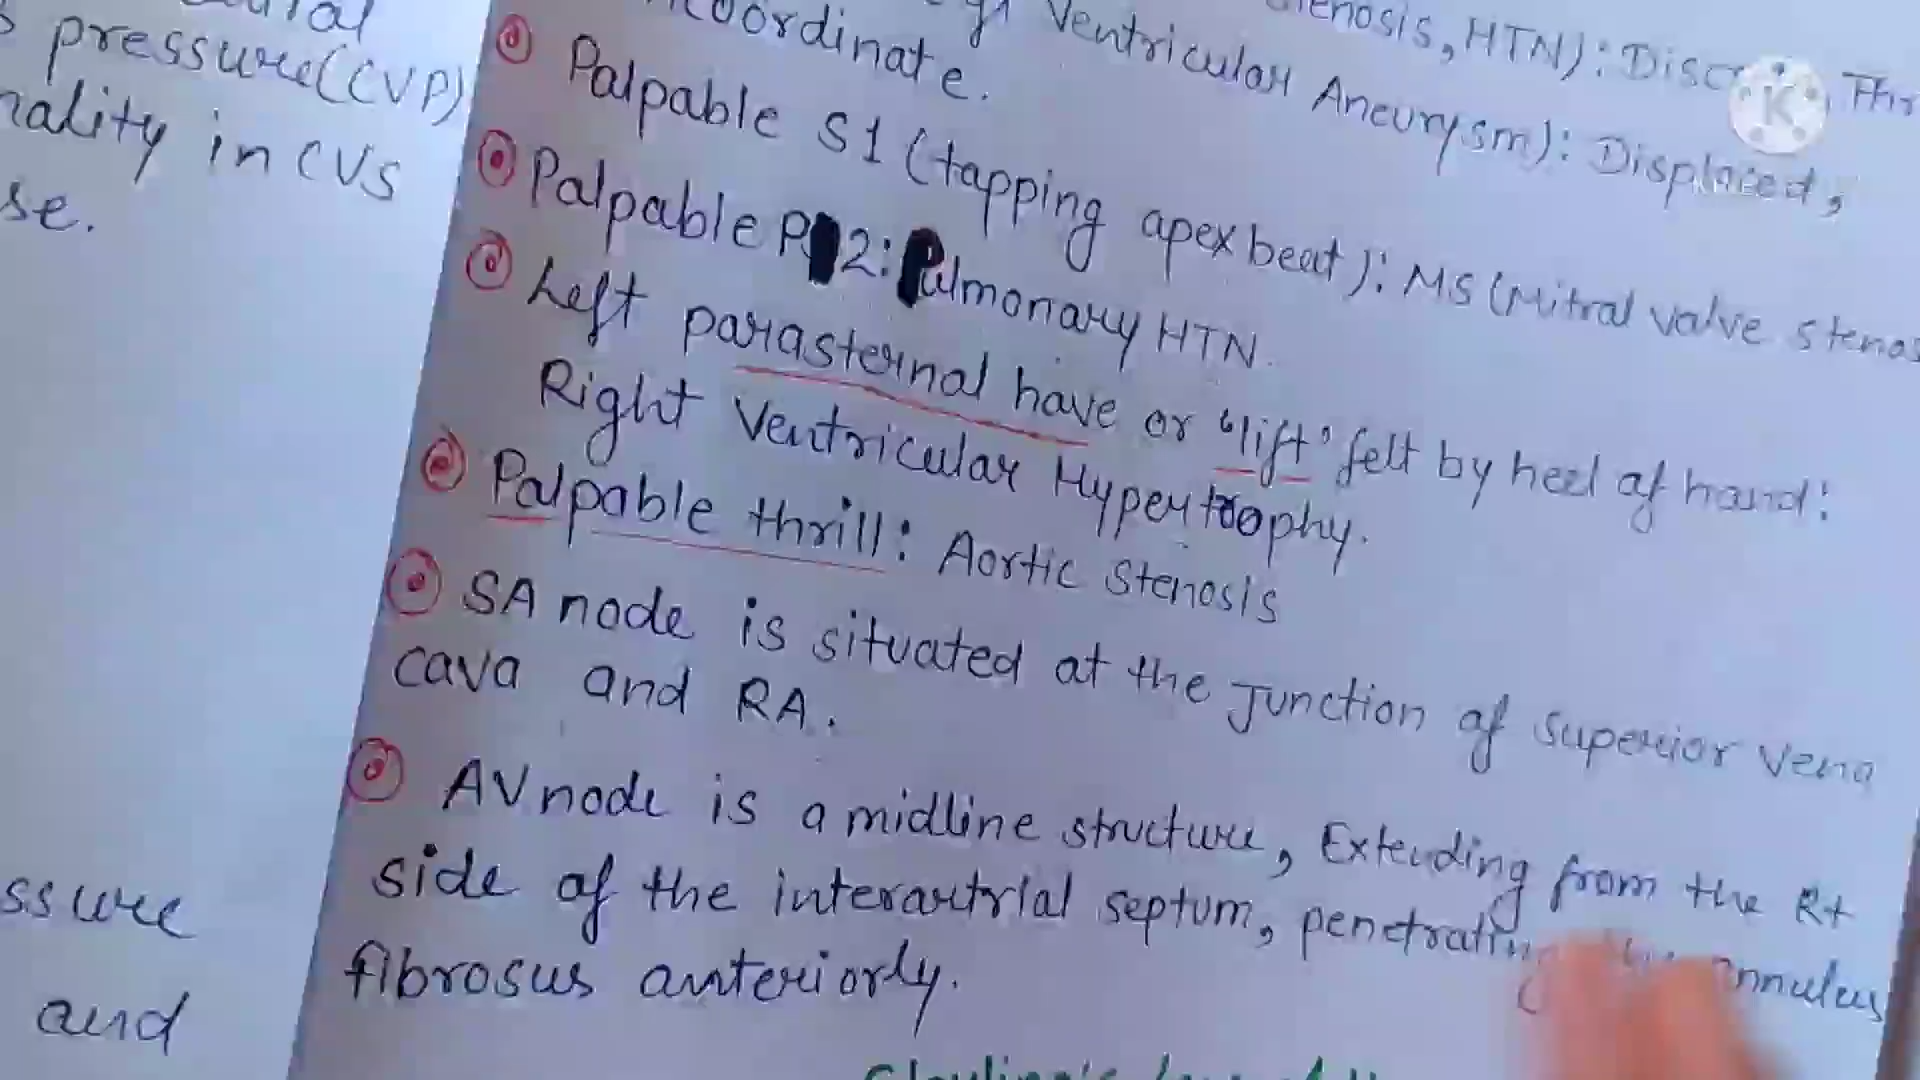 pressure(CVP)
in CVS
se.
and
coordinate.
Ventricular Aneurysm): Displaced,
enosis, HTN): Disc
Palpable S1 (tapping apex beat): MS (Mitral valve stenos
Palpable P2: Pulmonary HTN.
Left parasternal have or "lift" felt by heel of hand:
Right Ventricular Hypertrophy.
Palpable thrill: Aortic Stenosis
SA node is situated at the Junction of superior vena
cava and RA.
AV node is a midline structure, Extending from the Rt
side of the interartrial septum, penetrating annulus
fibrosus anteriorly.
K